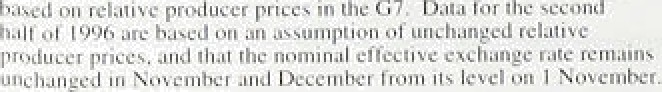 based on relative producer prices in the G7. Data for the second
half of 1996 are based on an assumption of unchanged relative
producer prices, and that the nominal effective exchange rate remains
unchanged in November and December from its level on 1 November.